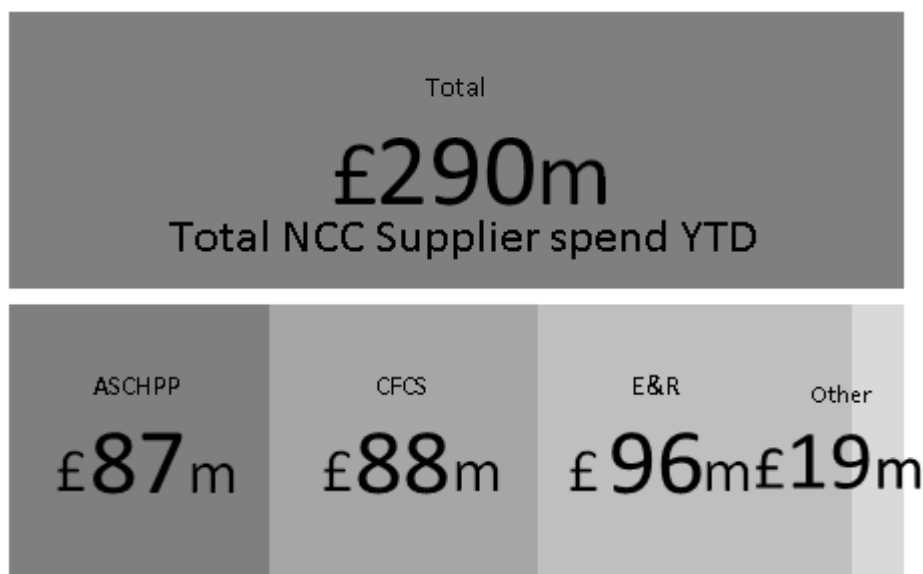 Total
£290m
Total NCC Supplier spend YTD
ASCHPP CFCS E&R Other
£87m £88m £96m £19m